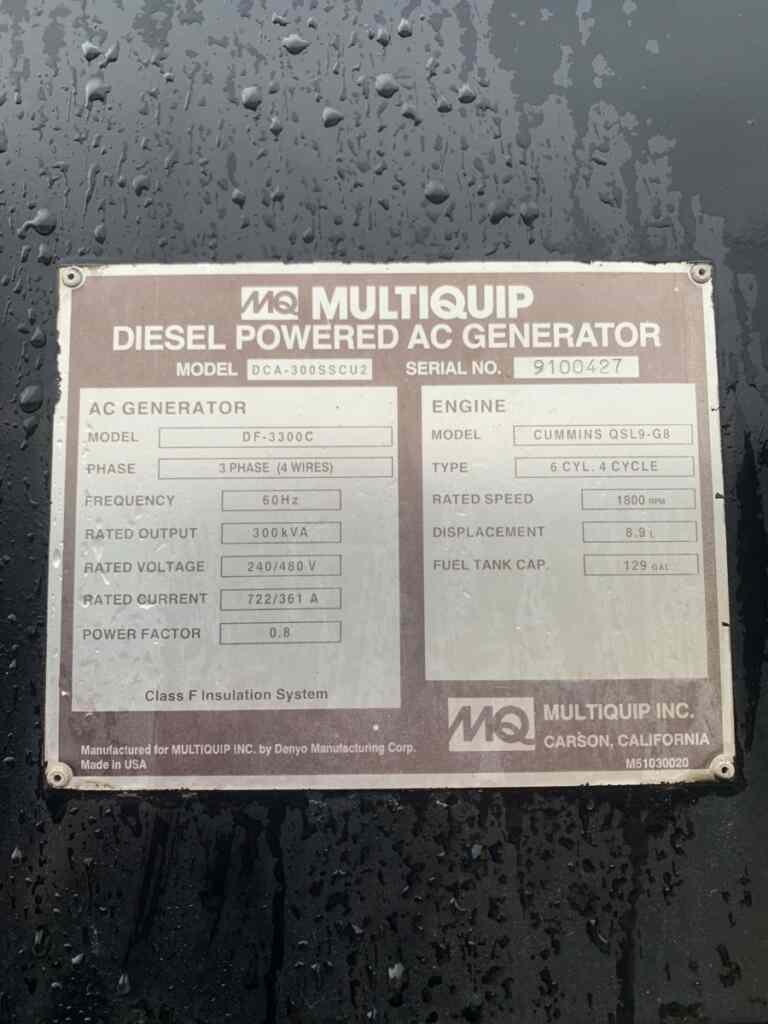 MQ MULTIQUIP
DIESEL POWERED AC GENERATOR
MODEL DCA-300SSCU2 SERIAL NO. 9100427
AC GENERATOR
MODEL DF-3300C
PHASE 3 PHASE (4 WIRES)
FREQUENCY 60Hz
RATED OUTPUT 300kVA
RATED VOLTAGE 240/480 V
RATED CURRENT 722/361 A
POWER FACTOR 0.8
Class F Insulation System
ENGINE
MODEL CUMMINS QSL9-G8
TYPE 6 CYL. 4 CYCLE
RATED SPEED 1800 RPM
DISPLACEMENT 8.9 L
FUEL TANK CAP. 129 GAL
Manufactured for MULTIQUIP INC. by Denyo Manufacturing Corp.
Made in USA
MQ MULTIQUIP INC.
CARSON, CALIFORNIA
M51030020